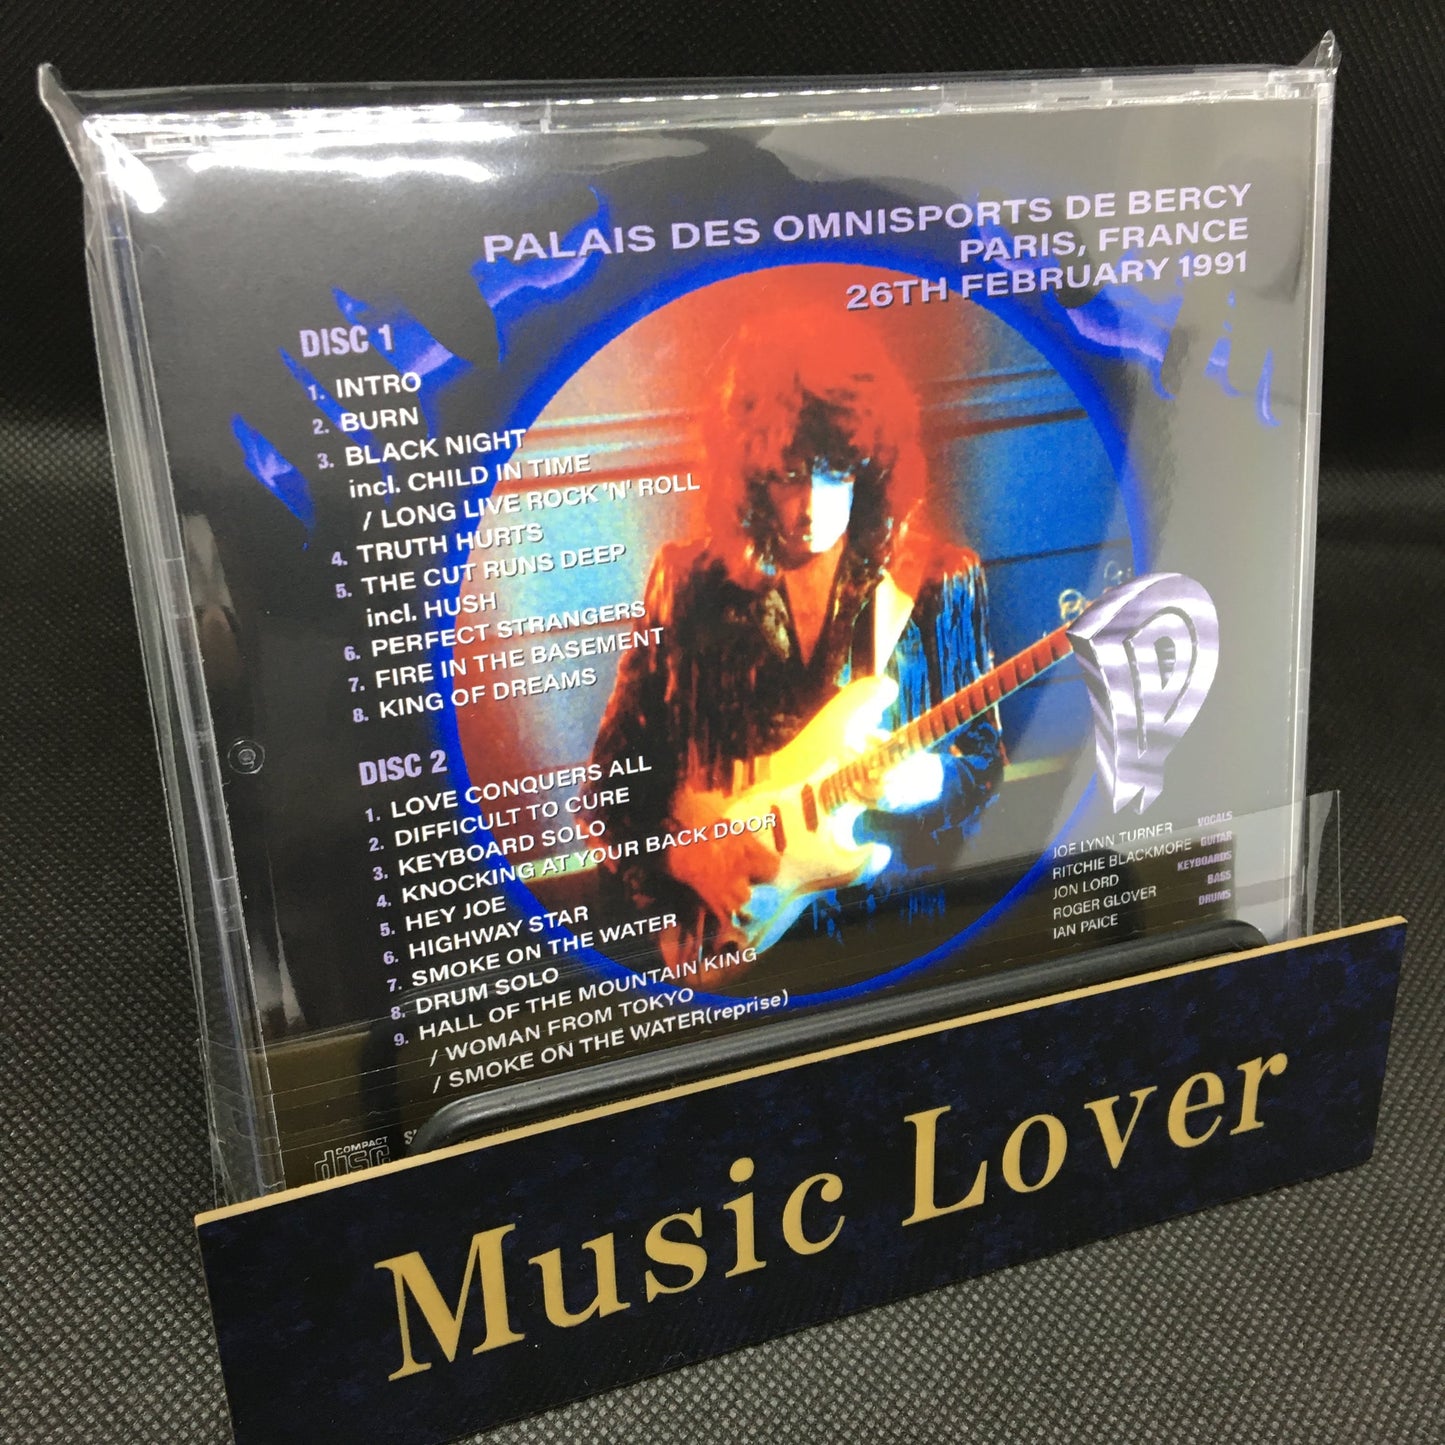 PALAIS DES OMNISPORTS DE BERCY
PARIS, FRANCE
26TH FEBRUARY 1991
DISC 1
1. INTRO
2. BURN
3. BLACK NIGHT
incl. CHILD IN TIME
/ LONG LIVE ROCK 'N' ROLL
4. TRUTH HURTS
5. THE CUT RUNS DEEP
incl. HUSH
6. PERFECT STRANGERS
7. FIRE IN THE BASEMENT
8. KING OF DREAMS
DISC 2
1. LOVE CONQUERS ALL
2. DIFFICULT TO CURE
3. KEYBOARD SOLO
4. KNOCKING AT YOUR BACK DOOR
5. HEY JOE
6. HIGHWAY STAR
7. SMOKE ON THE WATER
8. DRUM SOLO
9. HALL OF THE MOUNTAIN KING
/ WOMAN FROM TOKYO
/ SMOKE ON THE WATER(reprise)
JOE LYNN TURNER VOCALS
RITCHIE BLACKMORE GUITAR
JON LORD KEYBOARDS
ROGER GLOVER BASS
IAN PAICE DRUMS
COMPACT
disc
Music Lover